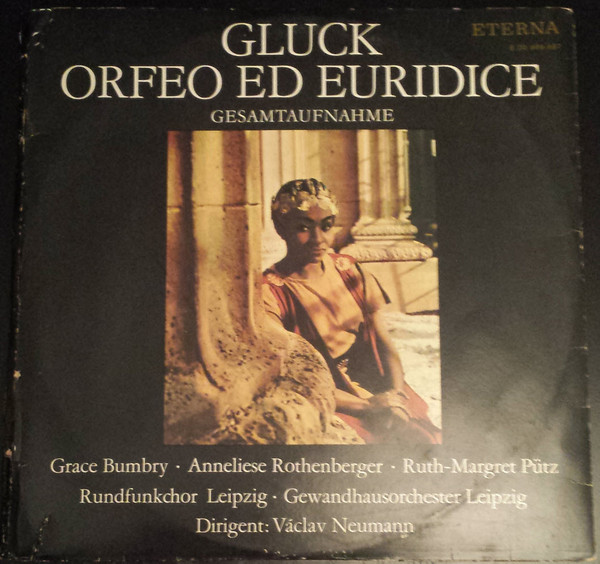 ETERNA
GLUCK
ORFEO ED EURIDICE
GESAMTAUFNAHME
Grace Bumbry · Anneliese Rothenberger · Ruth-Margret Pütz
Rundfunkchor Leipzig · Gewandhausorchester Leipzig
Dirigent: Václav Neumann